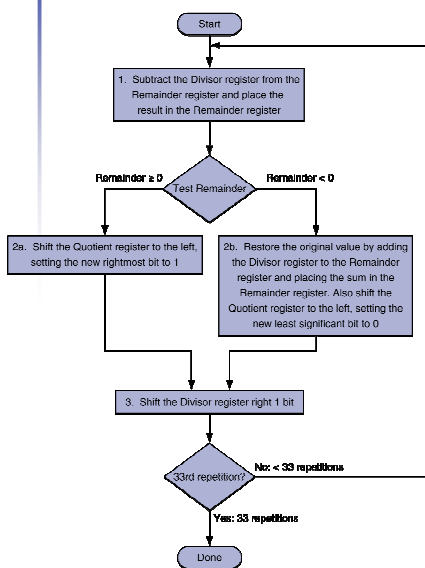 Start
1. Subtract the Divisor register from the
Remainder register and place the
result in the Remainder register
Remainder ≥ 0
Test Remainder
Remainder < 0
2a. Shift the Quotient register to the left,
setting the new rightmost bit to 1
2b. Restore the original value by adding
the Divisor register to the Remainder
register and placing the sum in the
Remainder register. Also shift the
Quotient register to the left, setting the
new least significant bit to 0
3. Shift the Divisor register right 1 bit
33rd repetition?
No: < 33 repetitions
Yes: 33 repetitions
Done